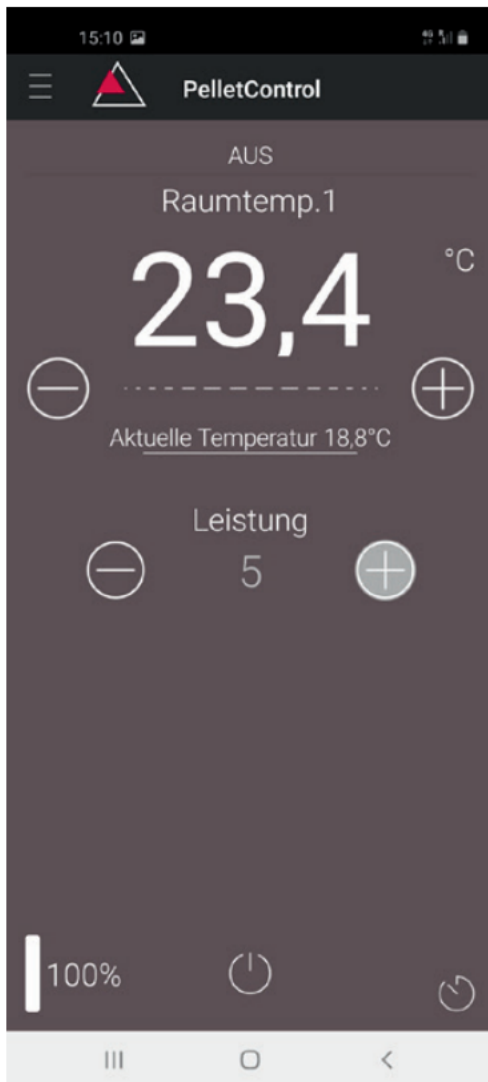 15:10
PelletControl
AUS
Raumtemp.1
23,4
°C
Aktuelle Temperatur 18,8°C
Leistung
5
100%